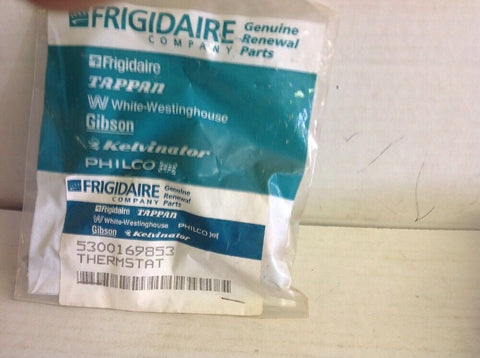 FRIGIDAIRE Genuine
COMPANY Renewal
Parts
Frigidaire
TAPPAN
White-Westinghouse
Gibson
Kelvinator
PHILCO
FRIGIDAIRE Genuine
COMPANY Renewal
Parts
Frigidaire TAPPAN
White-Westinghouse PHILCO
Gibson Kelvinator
5300169853
THERMSTAT